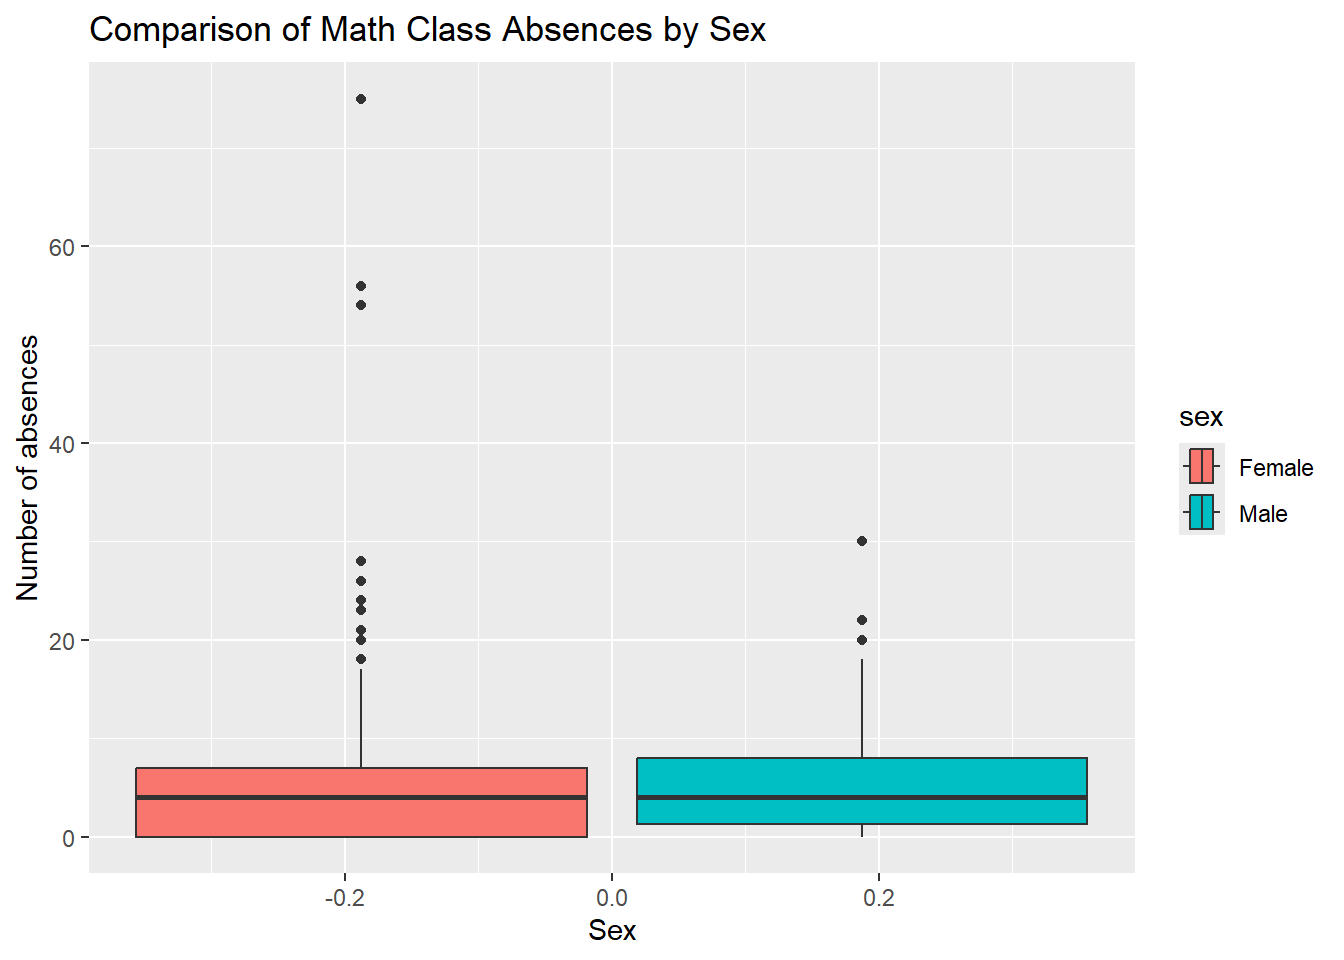 Comparison of Math Class Absences by Sex
Number of absences
60
40
20
0
-0.2 0.0 0.2
Sex
sex
Female
Male